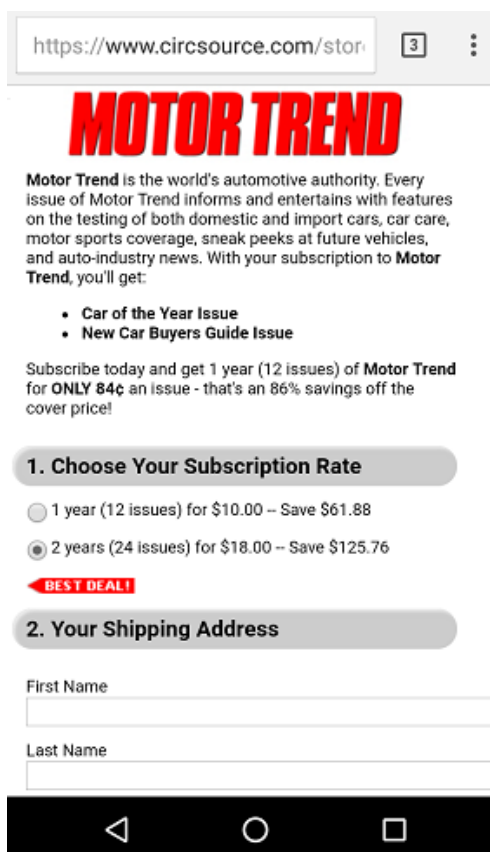 https://www.circsource.com/stor
3
MOTOR TREND
Motor Trend is the world's automotive authority. Every
issue of Motor Trend informs and entertains with features
on the testing of both domestic and import cars, car care,
motor sports coverage, sneak peeks at future vehicles,
and auto-industry news. With your subscription to Motor
Trend, you'll get:
• Car of the Year Issue
• New Car Buyers Guide Issue
Subscribe today and get 1 year (12 issues) of Motor Trend
for ONLY 84¢ an issue - that's an 86% savings off the
cover price!
1. Choose Your Subscription Rate
1 year (12 issues) for $10.00 -- Save $61.88
2 years (24 issues) for $18.00 -- Save $125.76
BEST DEAL!
2. Your Shipping Address
First Name
Last Name